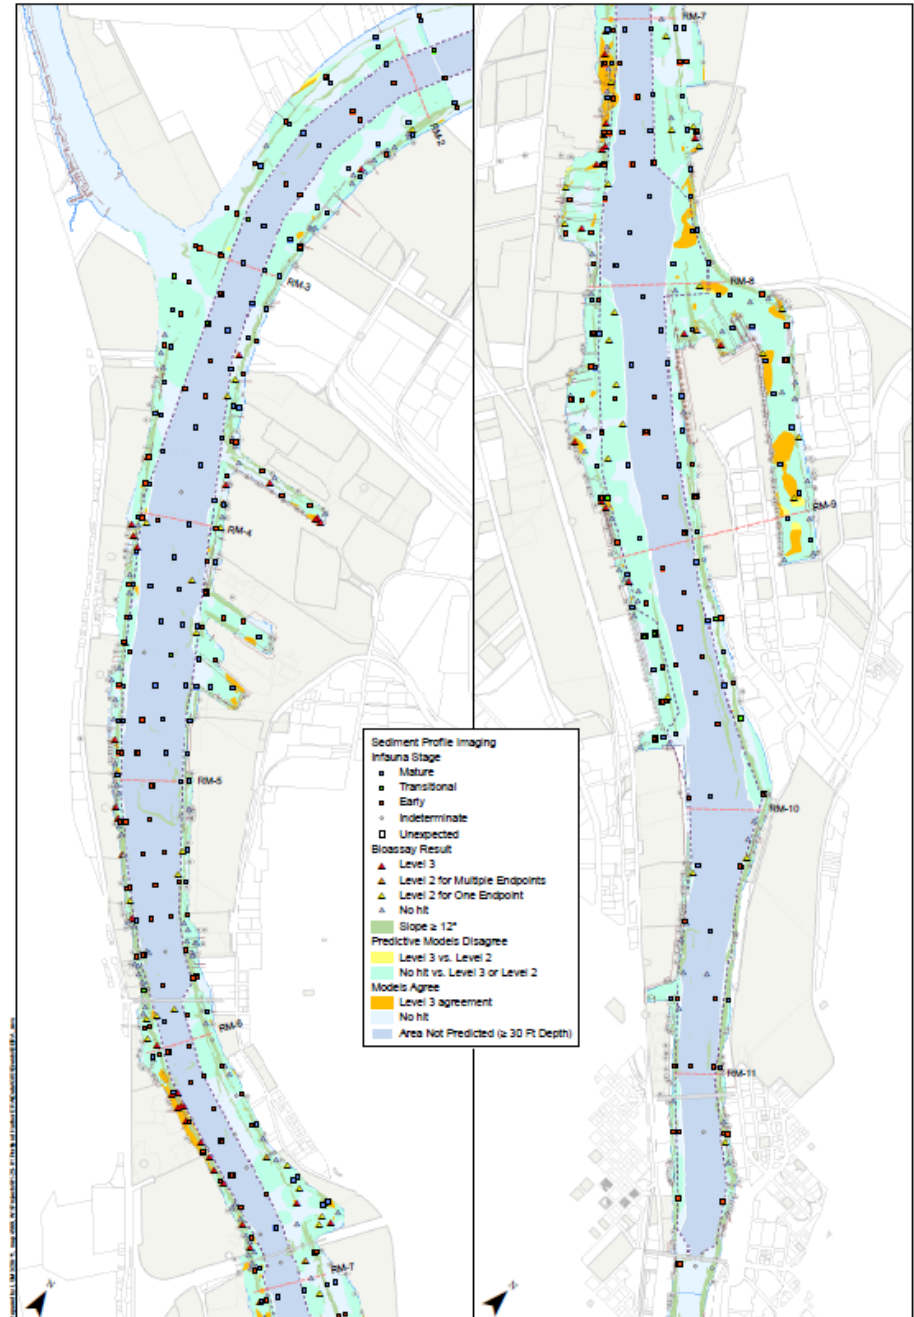 RM-7
RM-2
RM-3
RM-8
RM-4
RM-9
RM-5
RM-10
RM-6
RM-11
RM-7
Sediment Profile Imaging
Infauna Stage
Mature
Transitional
Early
Indeterminate
Unexpected
Bioassay Result
Level 3
Level 2 for Multiple Endpoints
Level 2 for One Endpoint
No hit
Slope ≥ 12°
Predictive Models Disagree
Level 3 vs. Level 2
No hit vs. Level 3 or Level 2
Models Agree
Level 3 agreement
No hit
Area Not Predicted (≥ 30 Ft Depth)
N
N